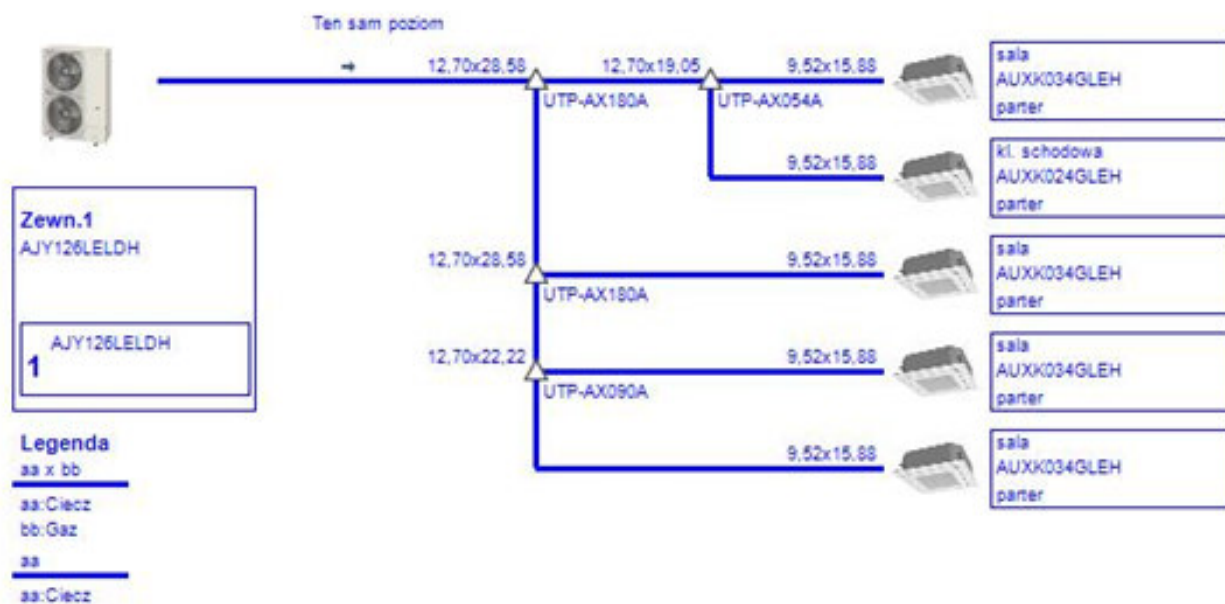 Ten sam poziom
12,70x28,58
12,70x19,05
9,52x15,88
UTP-AX180A
UTP-AX054A
sala
AUXK034GLEH
parter
9,52x15,88
kl. schodowa
AUXK024GLEH
parter
Zewn.1
AJY126LELDH
AJY126LELDH
1
12,70x28,58
9,52x15,88
UTP-AX180A
sala
AUXK034GLEH
parter
12,70x22,22
9,52x15,88
UTP-AX090A
sala
AUXK034GLEH
parter
9,52x15,88
sala
AUXK034GLEH
parter
Legenda
aa x bb
aa:Ciecz
bb:Gaz
aa
aa:Ciecz